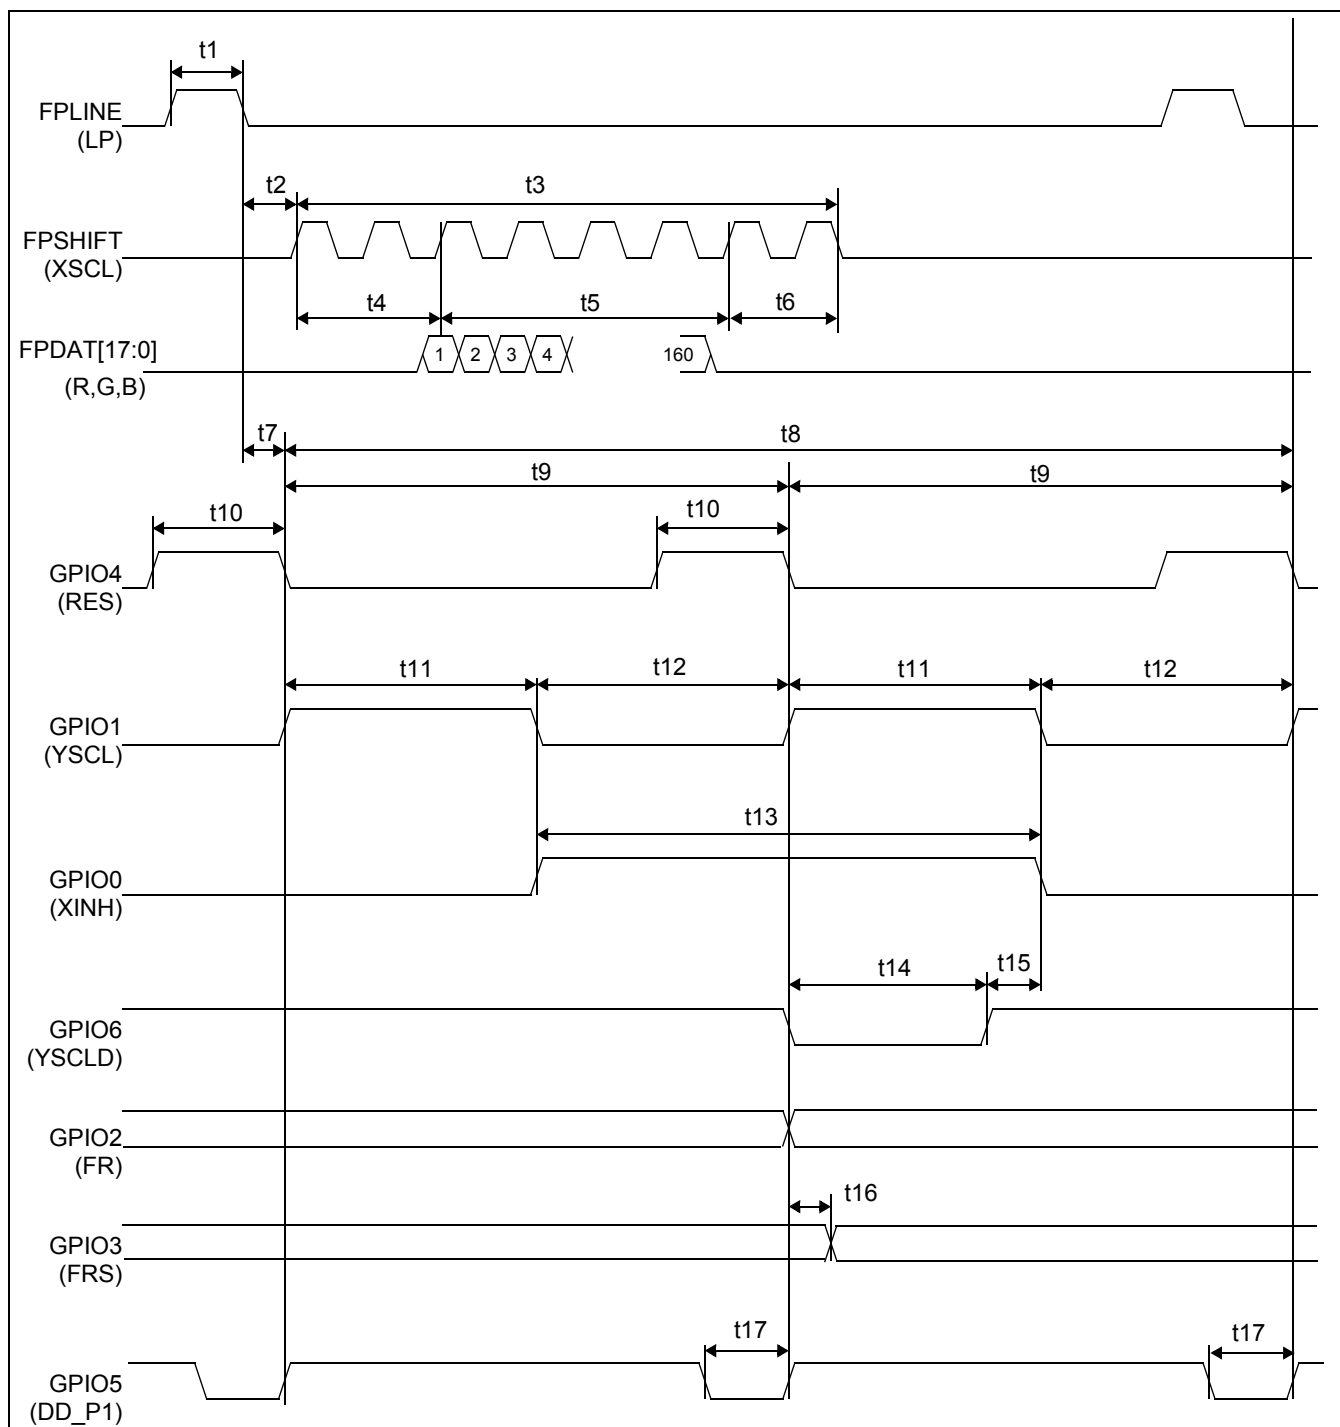 t1
FPLINE
(LP)
t2
t3
FPSHIFT
(XSCL)
t4
t5
t6
FPDAT[17:0]
(R,G,B)
1
2
3
4
160
t7
t8
t9
t9
t10
t10
GPIO4
(RES)
t11
t12
t11
t12
GPIO1
(YSCL)
t13
GPIO0
(XINH)
t14
t15
GPIO6
(YSCLD)
GPIO2
(FR)
t16
GPIO3
(FRS)
t17
t17
GPIO5
(DD_P1)